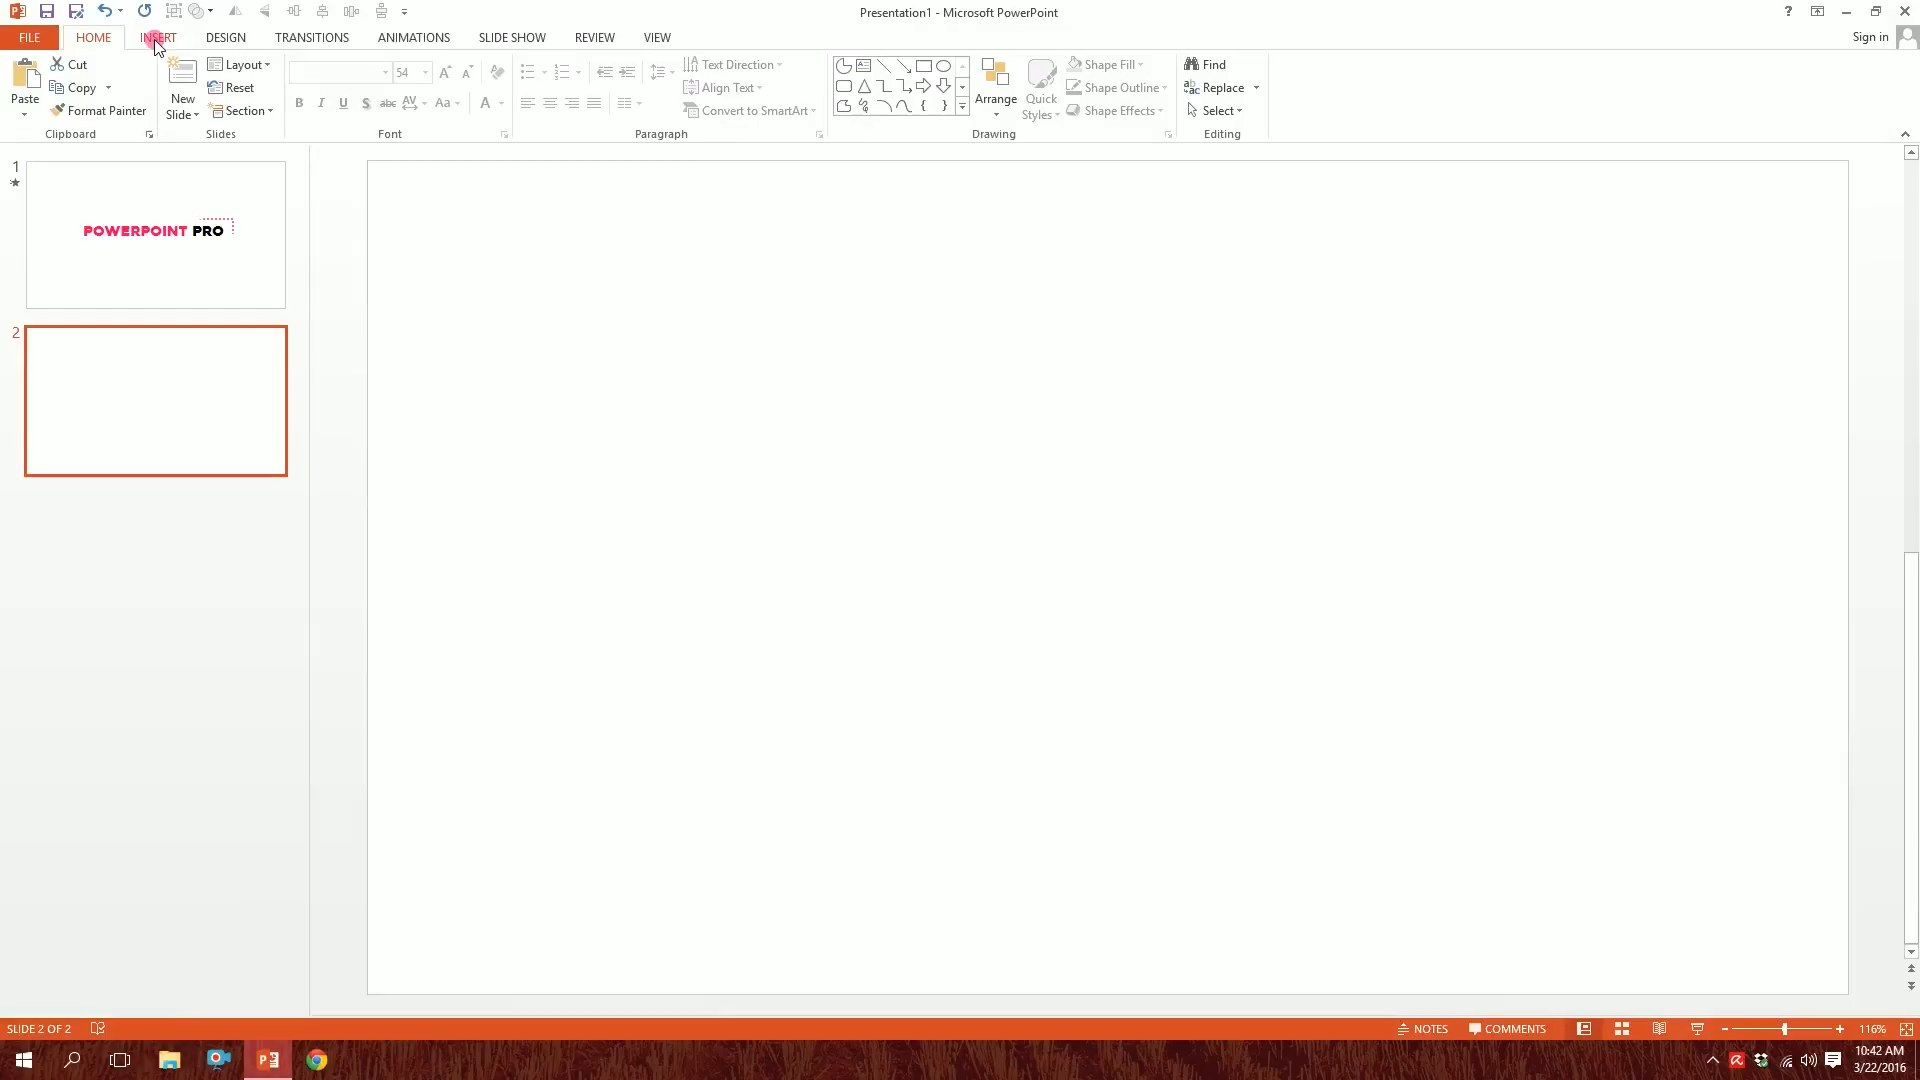 Presentation1 - Microsoft PowerPoint
?
FILE HOME INSERT DESIGN TRANSITIONS ANIMATIONS SLIDE SHOW REVIEW VIEW
Sign in
Paste
Cut
Copy
Format Painter
Clipboard
New
Slide
Layout
Reset
Section
Slides
54
B I U S abc AV Aa A
Font
Text Direction
Align Text
Convert to SmartArt
Paragraph
Arrange
Quick
Styles
Shape Fill
Shape Outline
Shape Effects
Drawing
Find
Replace
Select
Editing
1
POWERPOINT PRO
2
SLIDE 2 OF 2
NOTES
COMMENTS
116%
10:42 AM
3/22/2016